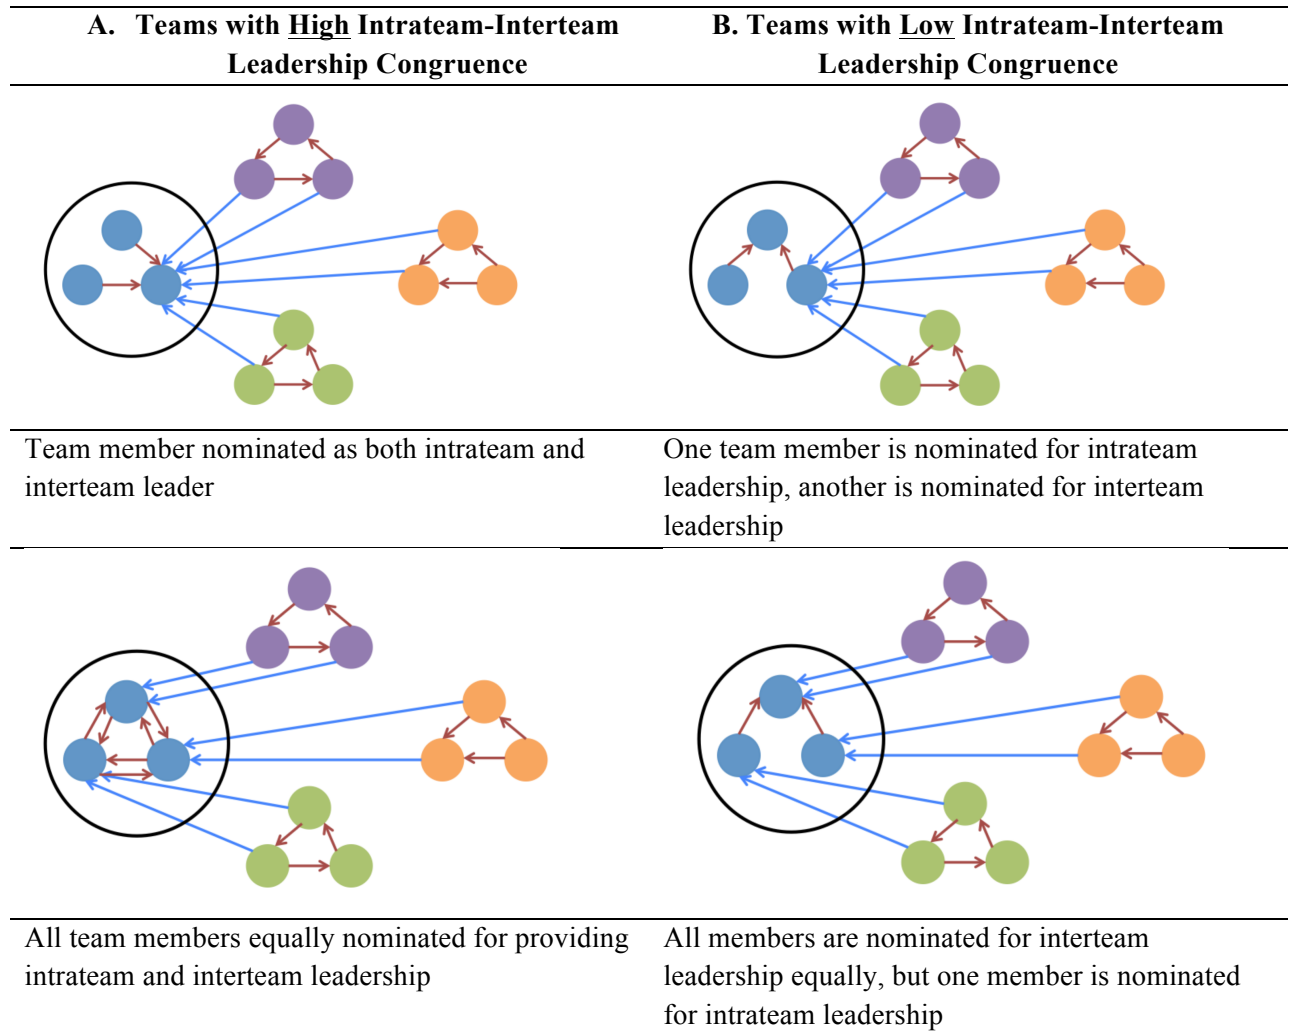 A. Teams with High Intrateam-Interteam
Leadership Congruence
B. Teams with Low Intrateam-Interteam
Leadership Congruence
Team member nominated as both intrateam and
interteam leader
One team member is nominated for intrateam
leadership, another is nominated for interteam
leadership
All team members equally nominated for providing
intrateam and interteam leadership
All members are nominated for interteam
leadership equally, but one member is nominated
for intrateam leadership